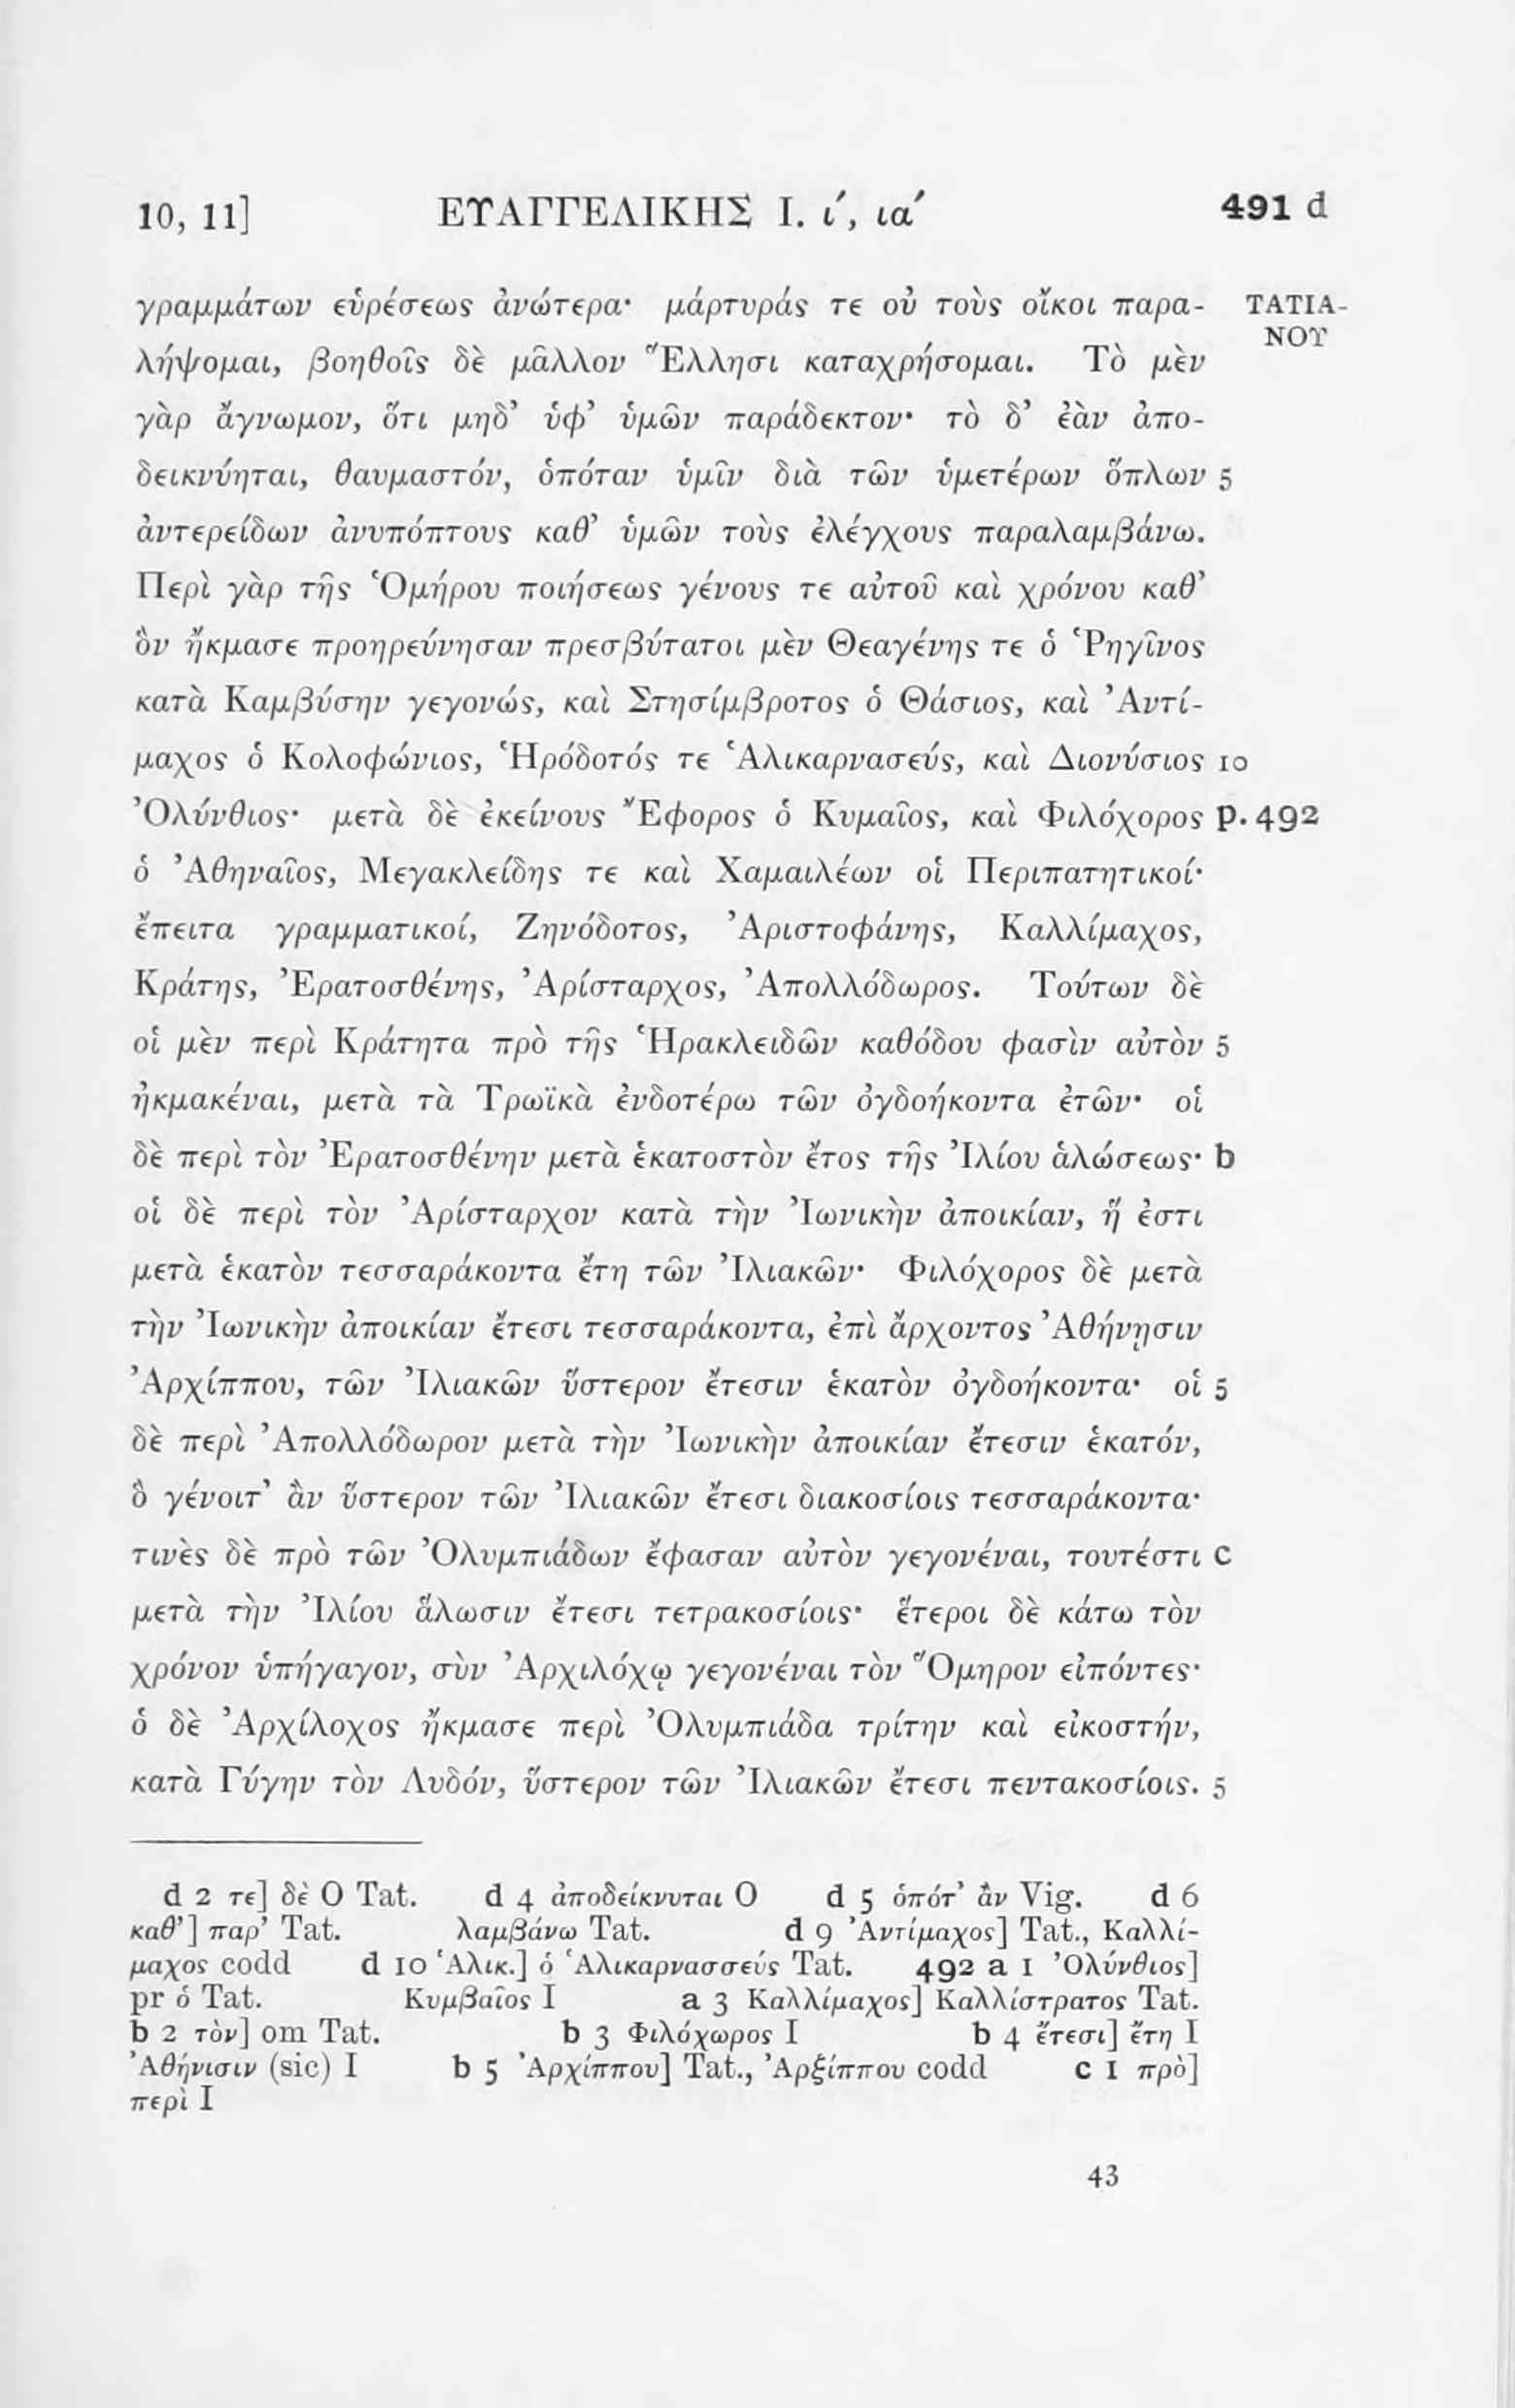 10, 11] ΕΥΑΓΓΕΛΙΚΗΣ I. ί, ια΄ 491 d
γραμμάτων εὑρέσεως ἀνώτερα· μάρτυράς τε οὐ τοὺς οἴκοι παρα- ΤΑΤΙΑ-
ΝΟΥ
λήψομαι, βοηθοῖς δὲ μᾶλλον Ἕλλησι καταχρήσομαι. Τὸ μὲν
γὰρ ἄγνωμον, ὅτι μηδ’ ὑφ’ ὑμῶν παράδεκτον· τὸ δ’ ἐὰν ἀπο-
δεικνύηται, θαυμαστόν, ὁπόταν ὑμῖν διὰ τῶν ὑμετέρων ὅπλων 5
ἀντερείδων ἀνυπόπτους καθ’ ὑμῶν τοὺς ἐλέγχους παραλαμβάνω.
Περὶ γὰρ τῆς Ὁμήρου ποιήσεως γένους τε αὐτοῦ καὶ χρόνου καθ’
ὃν ἤκμασε προηρεύνησαν πρεσβύτατοι μὲν Θεαγένης τε ὁ Ῥηγῖνος
κατὰ Καμβύσην γεγονώς, καὶ Στησίμβροτος ὁ Θάσιος, καὶ Ἀντί-
μαχος ὁ Κολοφώνιος, Ἡρόδοτός τε Ἁλικαρνασεύς, καὶ Διονύσιος 10
Ὀλύνθιος· μετὰ δὲ ἐκείνους Ἔφορος ὁ Κυμαῖος, καὶ Φιλόχορος p. 492
ὁ Ἀθηναῖος, Μεγακλείδης τε καὶ Χαμαιλέων οἱ Περιπατητικοί·
ἔπειτα γραμματικοί, Ζηνόδοτος, Ἀριστοφάνης, Καλλίμαχος,
Κράτης, Ἐρατοσθένης, Ἀρίσταρχος, Ἀπολλόδωρος. Τούτων δὲ
οἱ μὲν περὶ Κράτητα πρὸ τῆς Ἡρακλειδῶν καθόδου φασὶν αὐτὸν 5
ἠκμακέναι, μετὰ τὰ Τρωϊκὰ ἐνδοτέρω τῶν ὀγδοήκοντα ἐτῶν· οἱ
δὲ περὶ τὸν Ἐρατοσθένην μετὰ ἑκατοστὸν ἔτος τῆς Ἰλίου ἁλώσεως· b
οἱ δὲ περὶ τὸν Ἀρίσταρχον κατὰ τὴν Ἰωνικὴν ἀποικίαν, ἥ ἐστι
μετὰ ἑκατὸν τεσσαράκοντα ἔτη τῶν Ἰλιακῶν· Φιλόχορος δὲ μετὰ
τὴν Ἰωνικὴν ἀποικίαν ἔτεσι τεσσαράκοντα, ἐπὶ ἄρχοντος Ἀθήνῃσιν
Ἀρχίππου, τῶν Ἰλιακῶν ὕστερον ἔτεσιν ἑκατὸν ὀγδοήκοντα· οἱ 5
δὲ περὶ Ἀπολλόδωρον μετὰ τὴν Ἰωνικὴν ἀποικίαν ἔτεσιν ἑκατόν,
ὃ γένοιτ’ ἂν ὕστερον τῶν Ἰλιακῶν ἔτεσι διακοσίοις τεσσαράκοντα·
τινὲς δὲ πρὸ τῶν Ὀλυμπιάδων ἔφασαν αὐτὸν γεγονέναι, τουτέστι c
μετὰ τὴν Ἰλίου ἅλωσιν ἔτεσι τετρακοσίοις· ἕτεροι δὲ κάτω τὸν
χρόνον ὑπήγαγον, σὺν Ἀρχιλόχῳ γεγονέναι τὸν Ὅμηρον εἰπόντες·
ὁ δὲ Ἀρχίλοχος ἤκμασε περὶ Ὀλυμπιάδα τρίτην καὶ εἰκοστήν,
κατὰ Γύγην τὸν Λυδόν, ὕστερον τῶν Ἰλιακῶν ἔτεσι πεντακοσίοις. 5
d 2 τε] δὲ O Tat. d 4 ἀποδείκνυται O d 5 ὁπότ’ ἂν Vig. d 6
καθ’] παρ’ Tat. λαμβάνω Tat. d 9 Ἀντίμαχος] Tat., Καλλί-
μαχος codd d 10 Ἁλικ.] ὁ Ἁλικαρνασσεύς Tat. 492 a 1 Ὀλύνθιος]
pr ὁ Tat. Κυμβαῖος I a 3 Καλλίμαχος] Καλλίστρατος Tat.
b 2 τὸν] om Tat. b 3 Φιλόχωρος I b 4 ἔτεσι] ἔτη I
Ἀθήνισιν (sic) I b 5 Ἀρχίππου] Tat., Ἀρξίππου codd c 1 πρὸ]
περὶ I
43